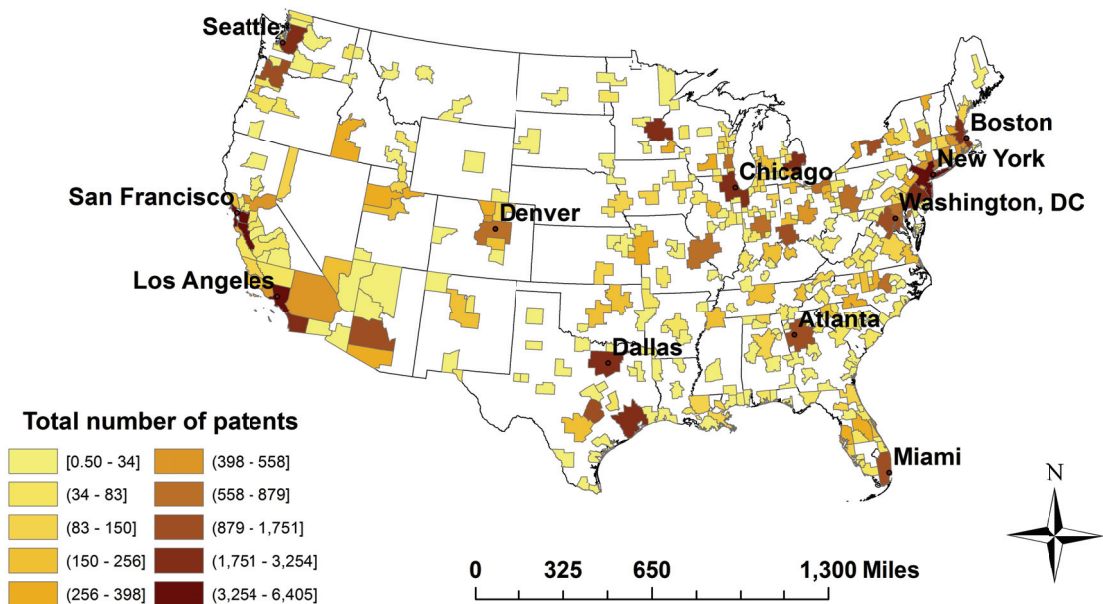 Seattle
Boston
New York
Chicago
San Francisco
Washington, DC
Denver
Los Angeles
Atlanta
Dallas
Miami
Total number of patents
[0.50 - 34]
(34 - 83]
(83 - 150]
(150 - 256]
(256 - 398]
(398 - 558]
(558 - 879]
(879 - 1,751]
(1,751 - 3,254]
(3,254 - 6,405]
N
0 325 650 1,300 Miles